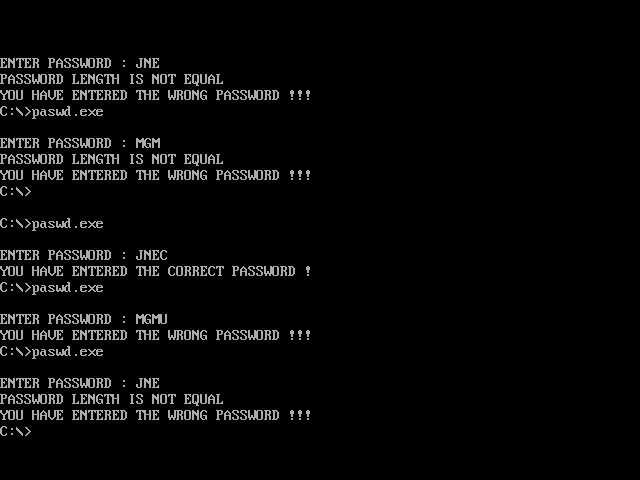 ENTER PASSWORD : JNE
PASSWORD LENGTH IS NOT EQUAL
YOU HAVE ENTERED THE WRONG PASSWORD !!!
C:\>paswd.exe
ENTER PASSWORD : MGM
PASSWORD LENGTH IS NOT EQUAL
YOU HAVE ENTERED THE WRONG PASSWORD !!!
C:\>
C:\>paswd.exe
ENTER PASSWORD : JNEC
YOU HAVE ENTERED THE CORRECT PASSWORD !
C:\>paswd.exe
ENTER PASSWORD : MGMU
YOU HAVE ENTERED THE WRONG PASSWORD !!!
C:\>paswd.exe
ENTER PASSWORD : JNE
PASSWORD LENGTH IS NOT EQUAL
YOU HAVE ENTERED THE WRONG PASSWORD !!!
C:\>